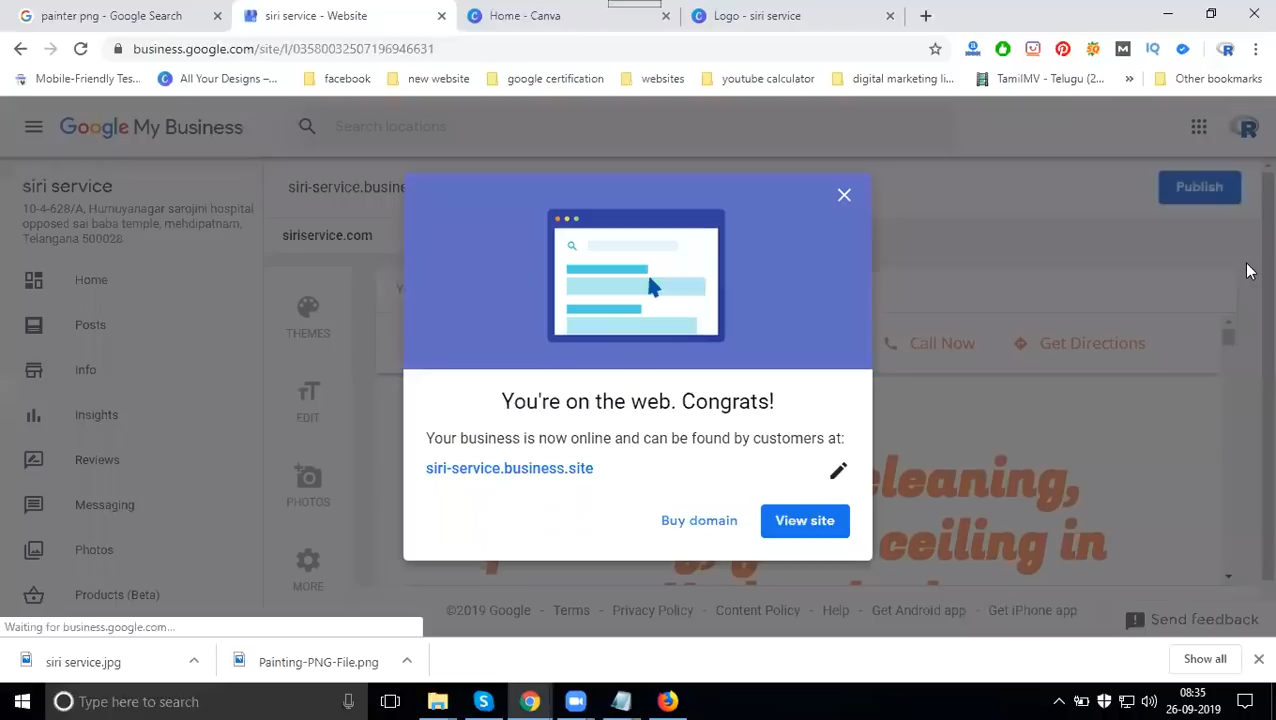 painter png - Google Search
siri service - Website
Home - Canva
Logo - siri service
business.google.com/site/l/03580032507196946631
Mobile-Friendly Tes...
All Your Designs –...
facebook
new website
google certification
websites
youtube calculator
digital marketing li...
TamilMV - Telugu (2...
»
Other bookmarks
Google My Business
Search locations
siri service
10-4-628/A, Humuyanagar sarojini hospital
opposed sai baba temple, mehdipatnam,
Telangana 500028
siri-service.busine
Publish
siriservice.com
Home
Posts
Info
Insights
Reviews
Messaging
Photos
Products (Beta)
THEMES
EDIT
PHOTOS
MORE
Call Now
Get Directions
cleaning,
ceiling in
You're on the web. Congrats!
Your business is now online and can be found by customers at:
siri-service.business.site
Buy domain
View site
©2019 Google - Terms - Privacy Policy - Content Policy - Help - Get Android app - Get iPhone app
Send feedback
Waiting for business.google.com...
siri service.jpg
Painting-PNG-File.png
Show all
Type here to search
08:35
26-09-2019